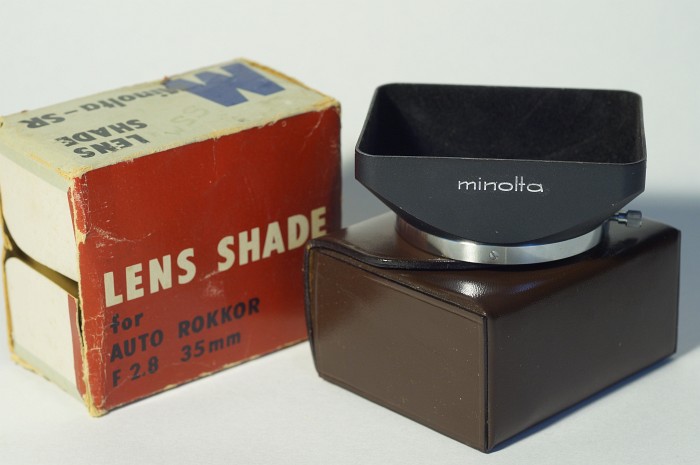 M
minolta-SR
LENS
SHADE
LENS SHADE
for
AUTO ROKKOR
F 2.8 35mm
minolta